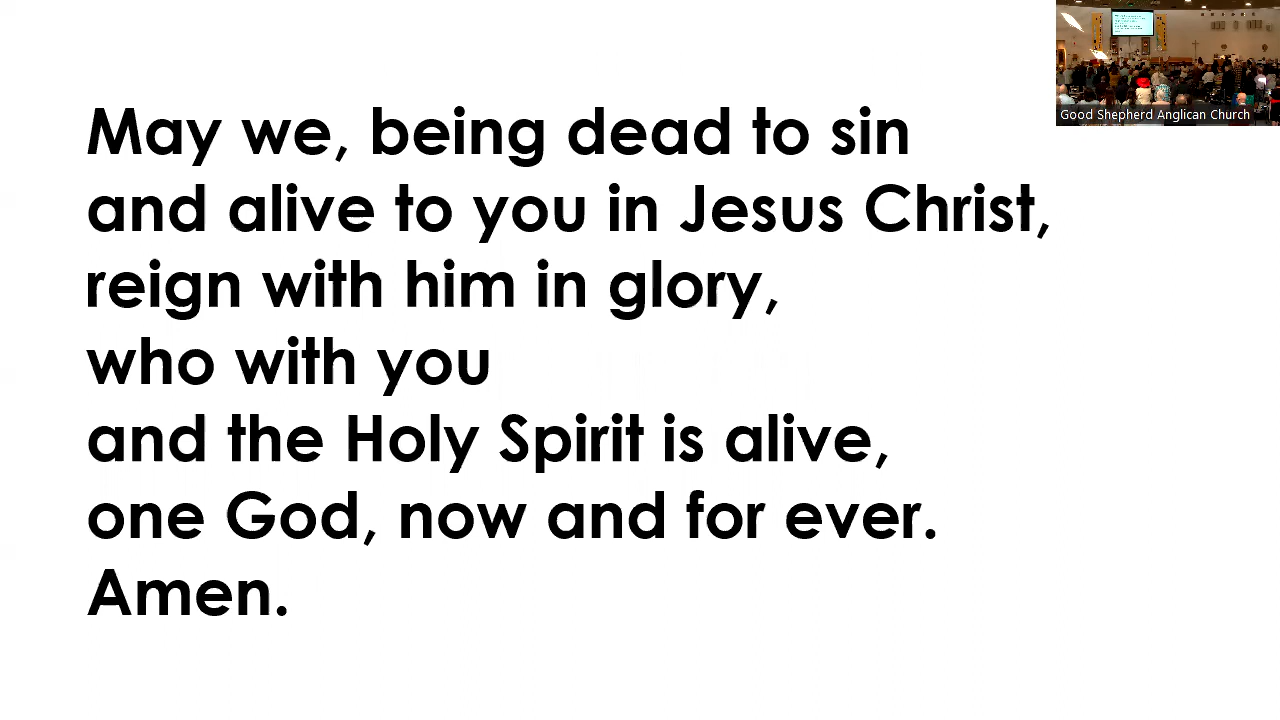 May we, being dead to sin
and alive to you in Jesus Christ,
reign with him in glory,
who with you
and the Holy Spirit is alive,
one God, now and for ever.
Amen.
Good Shepherd Anglican Church